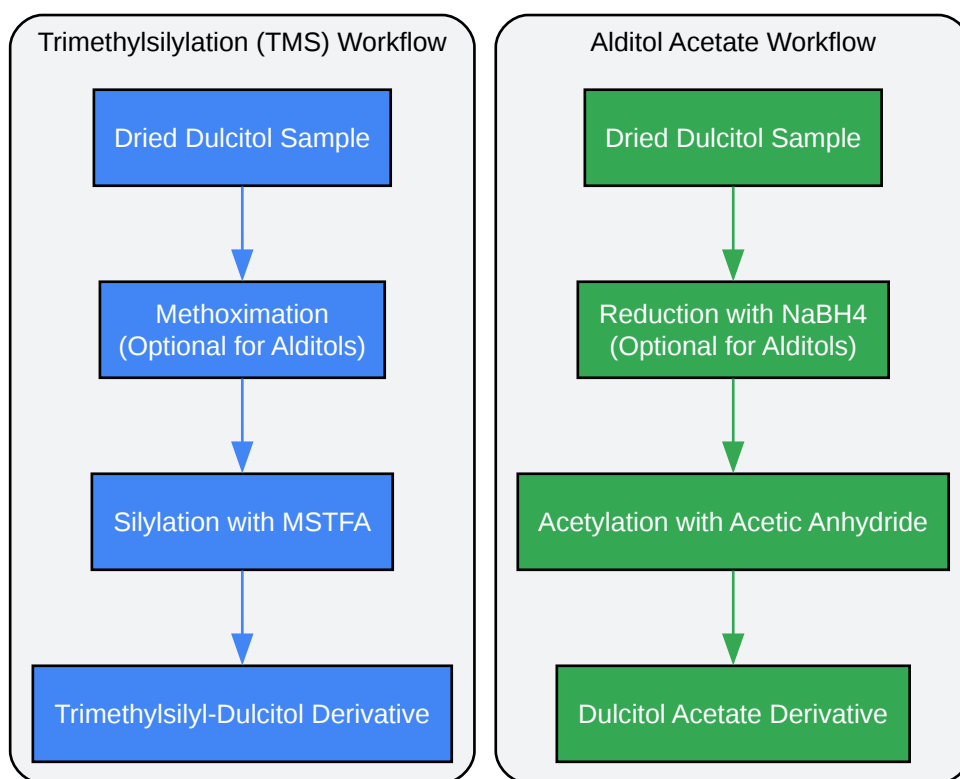 Trimethylsilylation (TMS) Workflow
Dried Dulcitol Sample
Methoximation
(Optional for Alditols)
Silylation with MSTFA
Trimethylsilyl-Dulcitol Derivative
Alditol Acetate Workflow
Dried Dulcitol Sample
Reduction with NaBH4
(Optional for Alditols)
Acetylation with Acetic Anhydride
Dulcitol Acetate Derivative